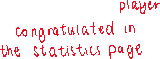 player
congratulated in
the statistics page